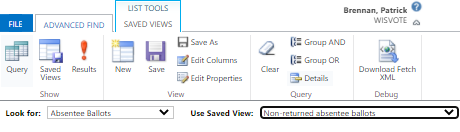 Brennan, Patrick
WISVOTE
FILE ADVANCED FIND LIST TOOLS SAVED VIEWS
Query Saved Views Results New Save Save As Edit Columns Edit Properties Clear Group AND Group OR Details Download Fetch XML
Show View Query Debug
Look for: Absentee Ballots Use Saved View: Non-returned absentee ballots